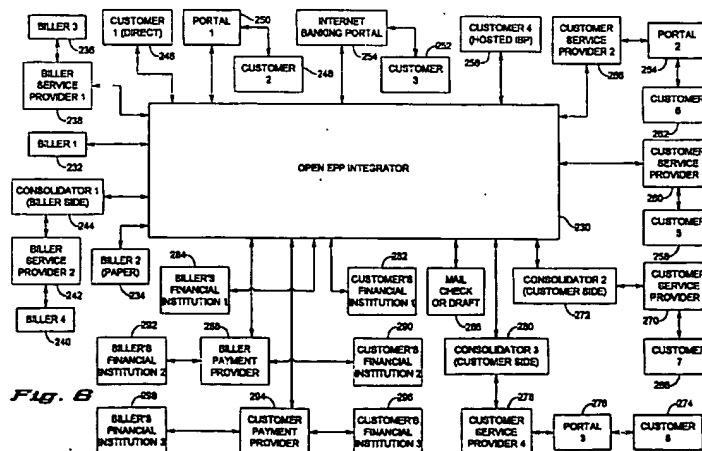 BILLER 3
236
BILLER
SERVICE
PROVIDER 1
238
BILLER 1
232
CONSOLIDATOR 1
(BILLER SIDE)
244
BILLER
SERVICE
PROVIDER 2
242
BILLER 4
240
BILLER 2
(PAPER)
234
CUSTOMER
1 (DIRECT)
246
PORTAL
1
250
CUSTOMER
2
248
INTERNET
BANKING PORTAL
254
252
CUSTOMER
3
CUSTOMER 4
(HOSTED IBP)
256
CUSTOMER
SERVICE
PROVIDER 2
266
PORTAL
2
264
CUSTOMER
6
262
CUSTOMER
SERVICE
PROVIDER
260
CUSTOMER
5
258
OPEN EPP INTEGRATOR
230
284
BILLER'S
FINANCIAL
INSTITUTION 1
282
CUSTOMER'S
FINANCIAL
INSTITUTION 1
MAIL
CHECK
OR DRAFT
286
CONSOLIDATOR 2
(CUSTOMER SIDE)
272
CUSTOMER
SERVICE
PROVIDER
270
CUSTOMER
7
268
292
BILLER'S
FINANCIAL
INSTITUTION 2
288
BILLER
PAYMENT
PROVIDER
290
CUSTOMER'S
FINANCIAL
INSTITUTION 2
280
CONSOLIDATOR 3
(CUSTOMER SIDE)
Fig. 6
298
BILLER'S
FINANCIAL
INSTITUTION 3
294
CUSTOMER
PAYMENT
PROVIDER
296
CUSTOMER'S
FINANCIAL
INSTITUTION 3
278
CUSTOMER
SERVICE
PROVIDER 4
276
PORTAL
3
274
CUSTOMER
8